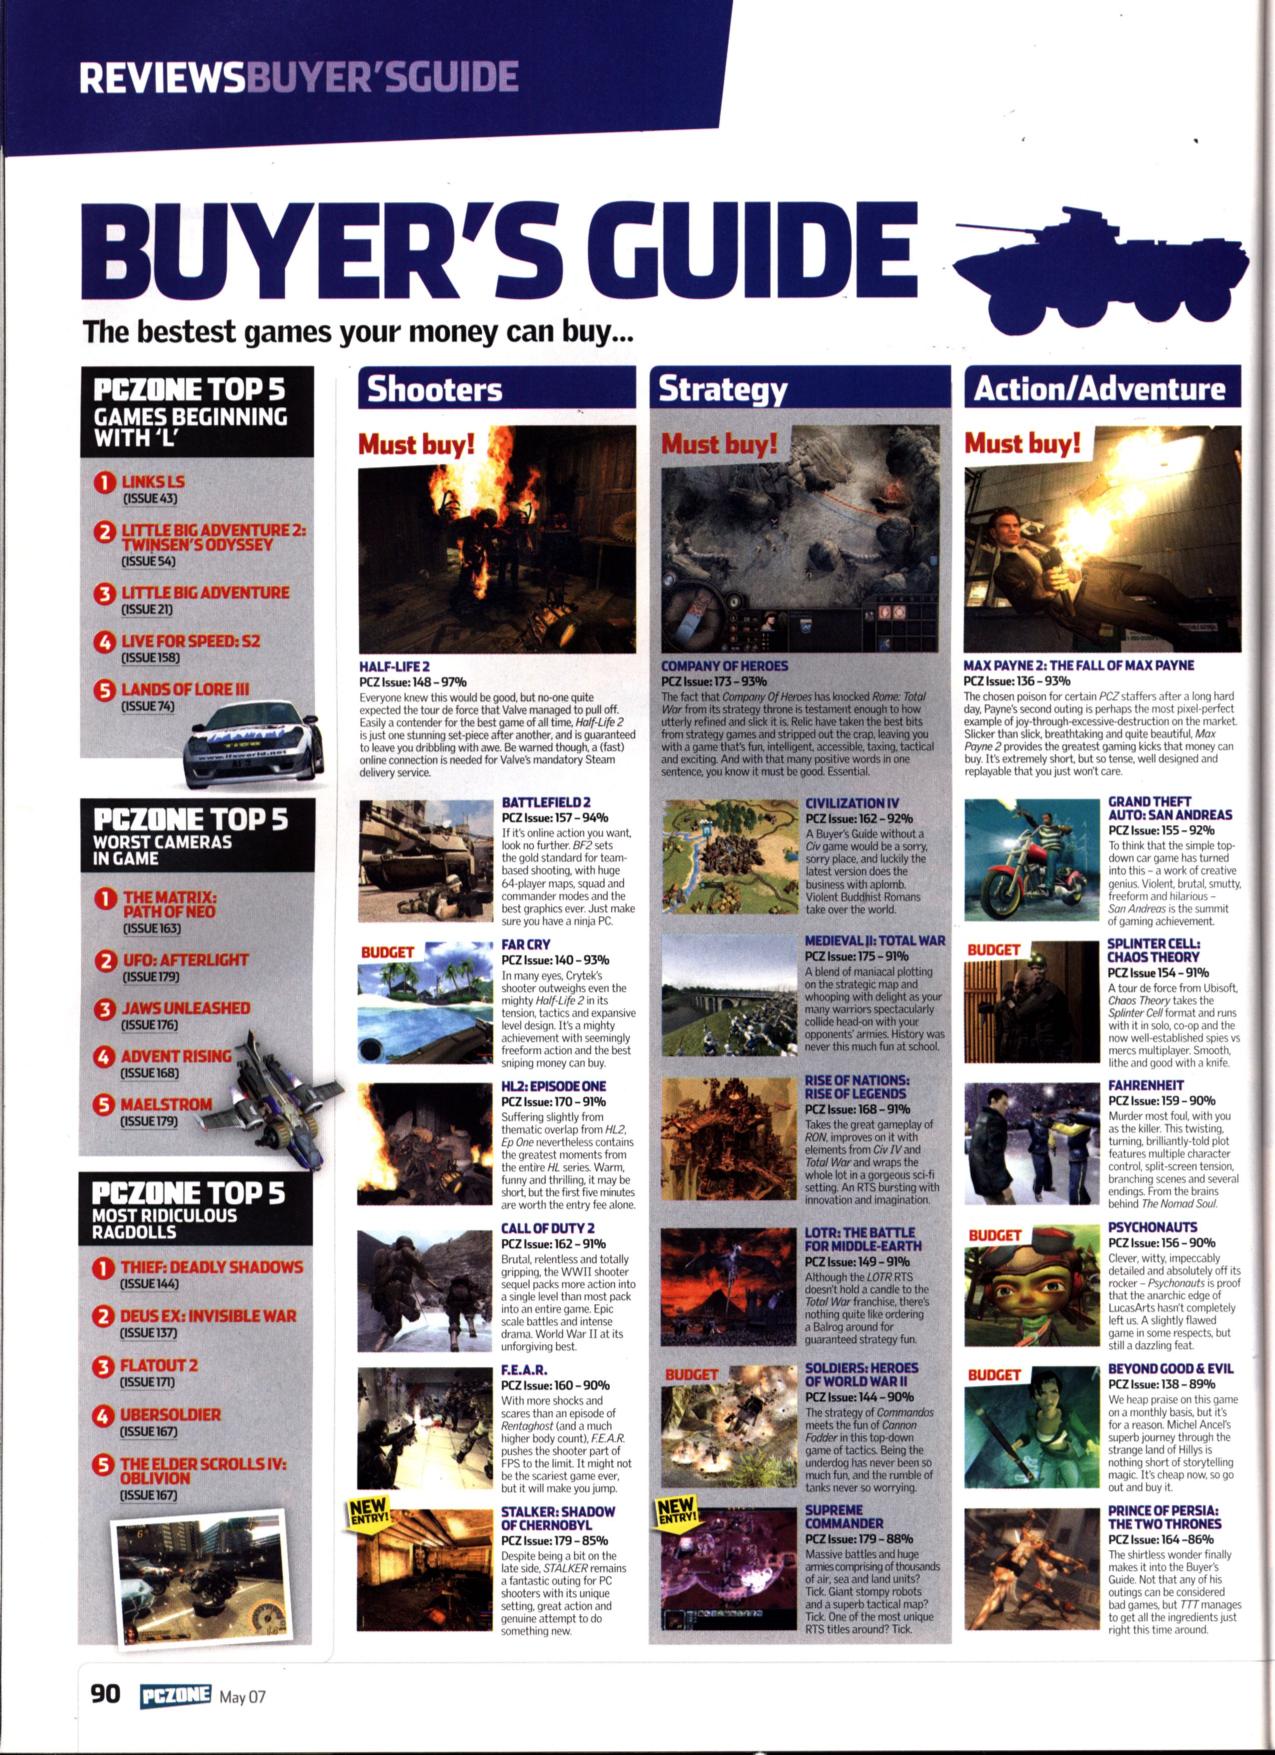 REVIEWSBUYER'SGUIDE
BUYER'S GUIDE
The bestest games your money can buy...
PCZONE TOP 5
GAMES BEGINNING
WITH 'L'
1 LINKS LS
(ISSUE 43)
2 LITTLE BIG ADVENTURE 2:
TWINSEN'S ODYSSEY
(ISSUE 54)
3 LITTLE BIG ADVENTURE
(ISSUE 21)
4 LIVE FOR SPEED: S2
(ISSUE 158)
5 LANDS OF LORE III
(ISSUE 74)
PCZONE TOP 5
WORST CAMERAS
IN GAME
1 THE MATRIX:
PATH OF NEO
(ISSUE 163)
2 UFO: AFTERLIGHT
(ISSUE 179)
3 JAWS UNLEASHED
(ISSUE 176)
4 ADVENT RISING
(ISSUE 168)
5 MAELSTROM
(ISSUE 179)
PCZONE TOP 5
MOST RIDICULOUS
RAGDOLLS
1 THIEF: DEADLY SHADOWS
(ISSUE 144)
2 DEUS EX: INVISIBLE WAR
(ISSUE 137)
3 FLATOUT 2
(ISSUE 171)
4 UBERSOLDIER
(ISSUE 167)
5 THE ELDER SCROLLS IV:
OBLIVION
(ISSUE 167)
Shooters
Must buy!
HALF-LIFE 2
PCZ Issue: 148 – 97%
Everyone knew this would be good, but no-one quite
expected the tour de force that Valve managed to pull off.
Easily a contender for the best game of all time, Half-Life 2
is just one stunning set-piece after another, and is guaranteed
to leave you dribbling with awe. Be warned though, a (fast)
online connection is needed for Valve's mandatory Steam
delivery service.
BATTLEFIELD 2
PCZ Issue: 157 – 94%
If it's online action you want,
look no further. BF2 sets
the gold standard for team-
based shooting, with huge
64-player maps, squad and
commander modes and the
best graphics ever. Just make
sure you have a ninja PC.
BUDGET
FAR CRY
PCZ Issue: 140 – 93%
In many eyes, Crytek's
shooter outweighs even the
mighty Half-Life 2 in its
tension, tactics and expansive
level design. It's a mighty
achievement with seemingly
freeform action and the best
sniping money can buy.
HL2: EPISODE ONE
PCZ Issue: 170 – 91%
Suffering slightly from
thematic overlap from HL2,
Ep One nevertheless contains
the greatest moments from
the entire HL series. Warm,
funny and thrilling, it may be
short, but the first five minutes
are worth the entry fee alone.
CALL OF DUTY 2
PCZ Issue: 162 – 91%
Brutal, relentless and totally
gripping, the WWII shooter
sequel packs more action into
a single level than most pack
into an entire game. Epic
scale battles and intense
drama. World War II at its
unforgiving best.
F.E.A.R.
PCZ Issue: 160 – 90%
With more shocks and
scares than an episode of
Rentaghost (and a much
higher body count), F.E.A.R.
pushes the shooter part of
FPS to the limit. It might not
be the scariest game ever,
but it will make you jump.
NEW
ENTRY!
STALKER: SHADOW
OF CHERNOBYL
PCZ Issue: 179 – 85%
Despite being a bit on the
late side, STALKER remains
a fantastic outing for PC
shooters with its unique
setting, great action and
genuine attempt to do
something new.
Strategy
Must buy!
COMPANY OF HEROES
PCZ Issue: 173 – 93%
The fact that Company Of Heroes has knocked Rome: Total
War from its strategy throne is testament enough to how
utterly refined and slick it is. Relic have taken the best bits
from strategy games and stripped out the crap, leaving you
with a game that's fun, intelligent, accessible, taxing, tactical
and exciting. And with that many positive words in one
sentence, you know it must be good. Essential.
CIVILIZATION IV
PCZ Issue: 162 – 92%
A Buyer's Guide without a
Civ game would be a sorry,
sorry place, and luckily the
latest version does the
business with aplomb.
Violent Buddhist Romans
take over the world.
MEDIEVAL II: TOTAL WAR
PCZ Issue: 175 – 91%
A blend of maniacal plotting
on the strategic map and
whooping with delight as your
many warriors spectacularly
collide head-on with your
opponents' armies. History was
never this much fun at school.
RISE OF NATIONS:
RISE OF LEGENDS
PCZ Issue: 168 – 91%
Takes the great gameplay of
RON, improves on it with
elements from Civ IV and
Total War and wraps the
whole lot in a gorgeous sci-fi
setting. An RTS bursting with
innovation and imagination.
LOTR: THE BATTLE
FOR MIDDLE-EARTH
PCZ Issue: 149 – 91%
Although the LOTR RTS
doesn't hold a candle to the
Total War franchise, there's
nothing quite like ordering
a Balrog around for
guaranteed strategy fun.
BUDGET
SOLDIERS: HEROES
OF WORLD WAR II
PCZ Issue: 144 – 90%
The strategy of Commandos
meets the fun of Cannon
Fodder in this top-down
game of tactics. Being the
underdog has never been so
much fun, and the rumble of
tanks never so worrying.
NEW
ENTRY!
SUPREME
COMMANDER
PCZ Issue: 179 – 88%
Massive battles and huge
armies comprising of thousands
of air, sea and land units?
Tick. Giant stompy robots
and a superb tactical map?
Tick. One of the most unique
RTS titles around? Tick.
Action/Adventure
Must buy!
MAX PAYNE 2: THE FALL OF MAX PAYNE
PCZ Issue: 136 – 93%
The chosen poison for certain PCZ staffers after a long hard
day, Payne's second outing is perhaps the most pixel-perfect
example of joy-through-excessive-destruction on the market.
Slicker than slick, breathtaking and quite beautiful, Max
Payne 2 provides the greatest gaming kicks that money can
buy. It's extremely short, but so tense, well designed and
replayable that you just won't care.
GRAND THEFT
AUTO: SAN ANDREAS
PCZ Issue: 155 – 92%
To think that the simple top-
down car game has turned
into this – a work of creative
genius. Violent, brutal, smutty,
freeform and hilarious –
San Andreas is the summit
of gaming achievement.
BUDGET
SPLINTER CELL:
CHAOS THEORY
PCZ Issue 154 – 91%
A tour de force from Ubisoft,
Chaos Theory takes the
Splinter Cell format and runs
with it in solo, co-op and the
now well-established spies vs
mercs multiplayer. Smooth,
lithe and good with a knife.
FAHRENHEIT
PCZ Issue: 159 – 90%
Murder most foul, with you
as the killer. This twisting,
turning, brilliantly-told plot
features multiple character
control, split-screen tension,
branching scenes and several
endings. From the brains
behind The Nomad Soul.
BUDGET
PSYCHONAUTS
PCZ Issue: 156 – 90%
Clever, witty, impeccably
detailed and absolutely off its
rocker – Psychonauts is proof
that the anarchic edge of
LucasArts hasn't completely
left us. A slightly flawed
game in some respects, but
still a dazzling feat.
BUDGET
BEYOND GOOD & EVIL
PCZ Issue: 138 – 89%
We heap praise on this game
on a monthly basis, but it's
for a reason. Michel Ancel's
superb journey through the
strange land of Hillys is
nothing short of storytelling
magic. It's cheap now, so go
out and buy it.
PRINCE OF PERSIA:
THE TWO THRONES
PCZ Issue: 164 –86%
The shirtless wonder finally
makes it into the Buyer's
Guide. Not that any of his
outings can be considered
bad games, but TTT manages
to get all the ingredients just
right this time around.
90 PCZONE May 07